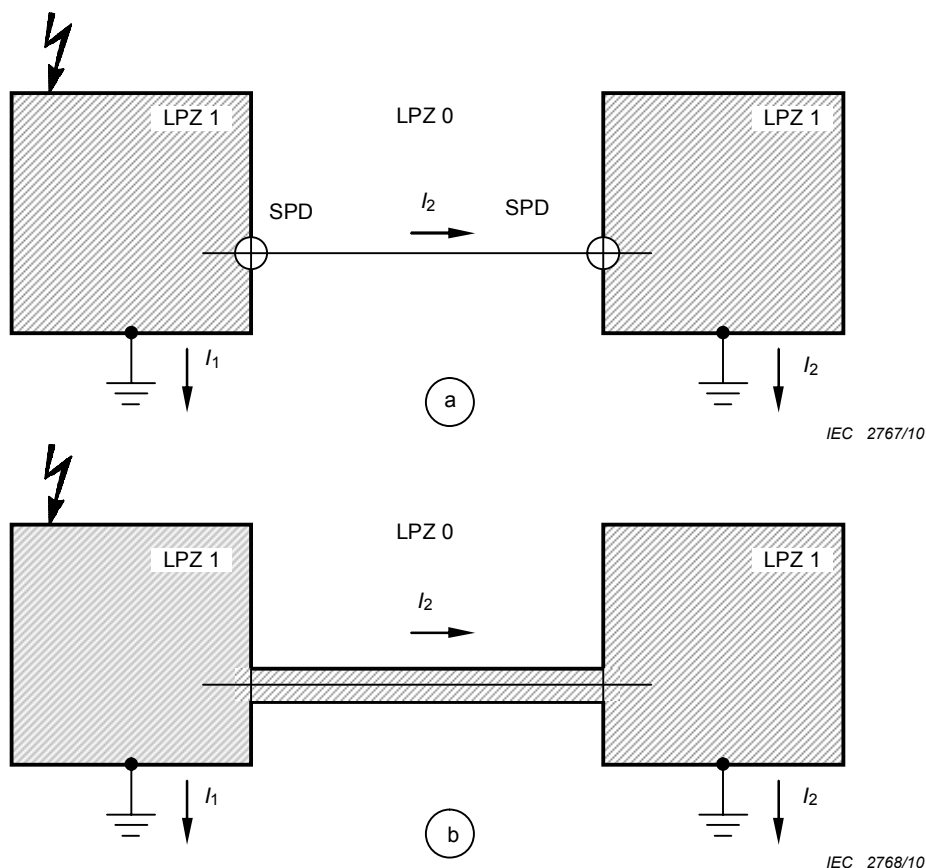 LPZ 1
LPZ 0
LPZ 1
SPD
I2
SPD
I1
I2
a
IEC 2767/10
LPZ 1
LPZ 0
LPZ 1
I2
I1
I2
b
IEC 2768/10